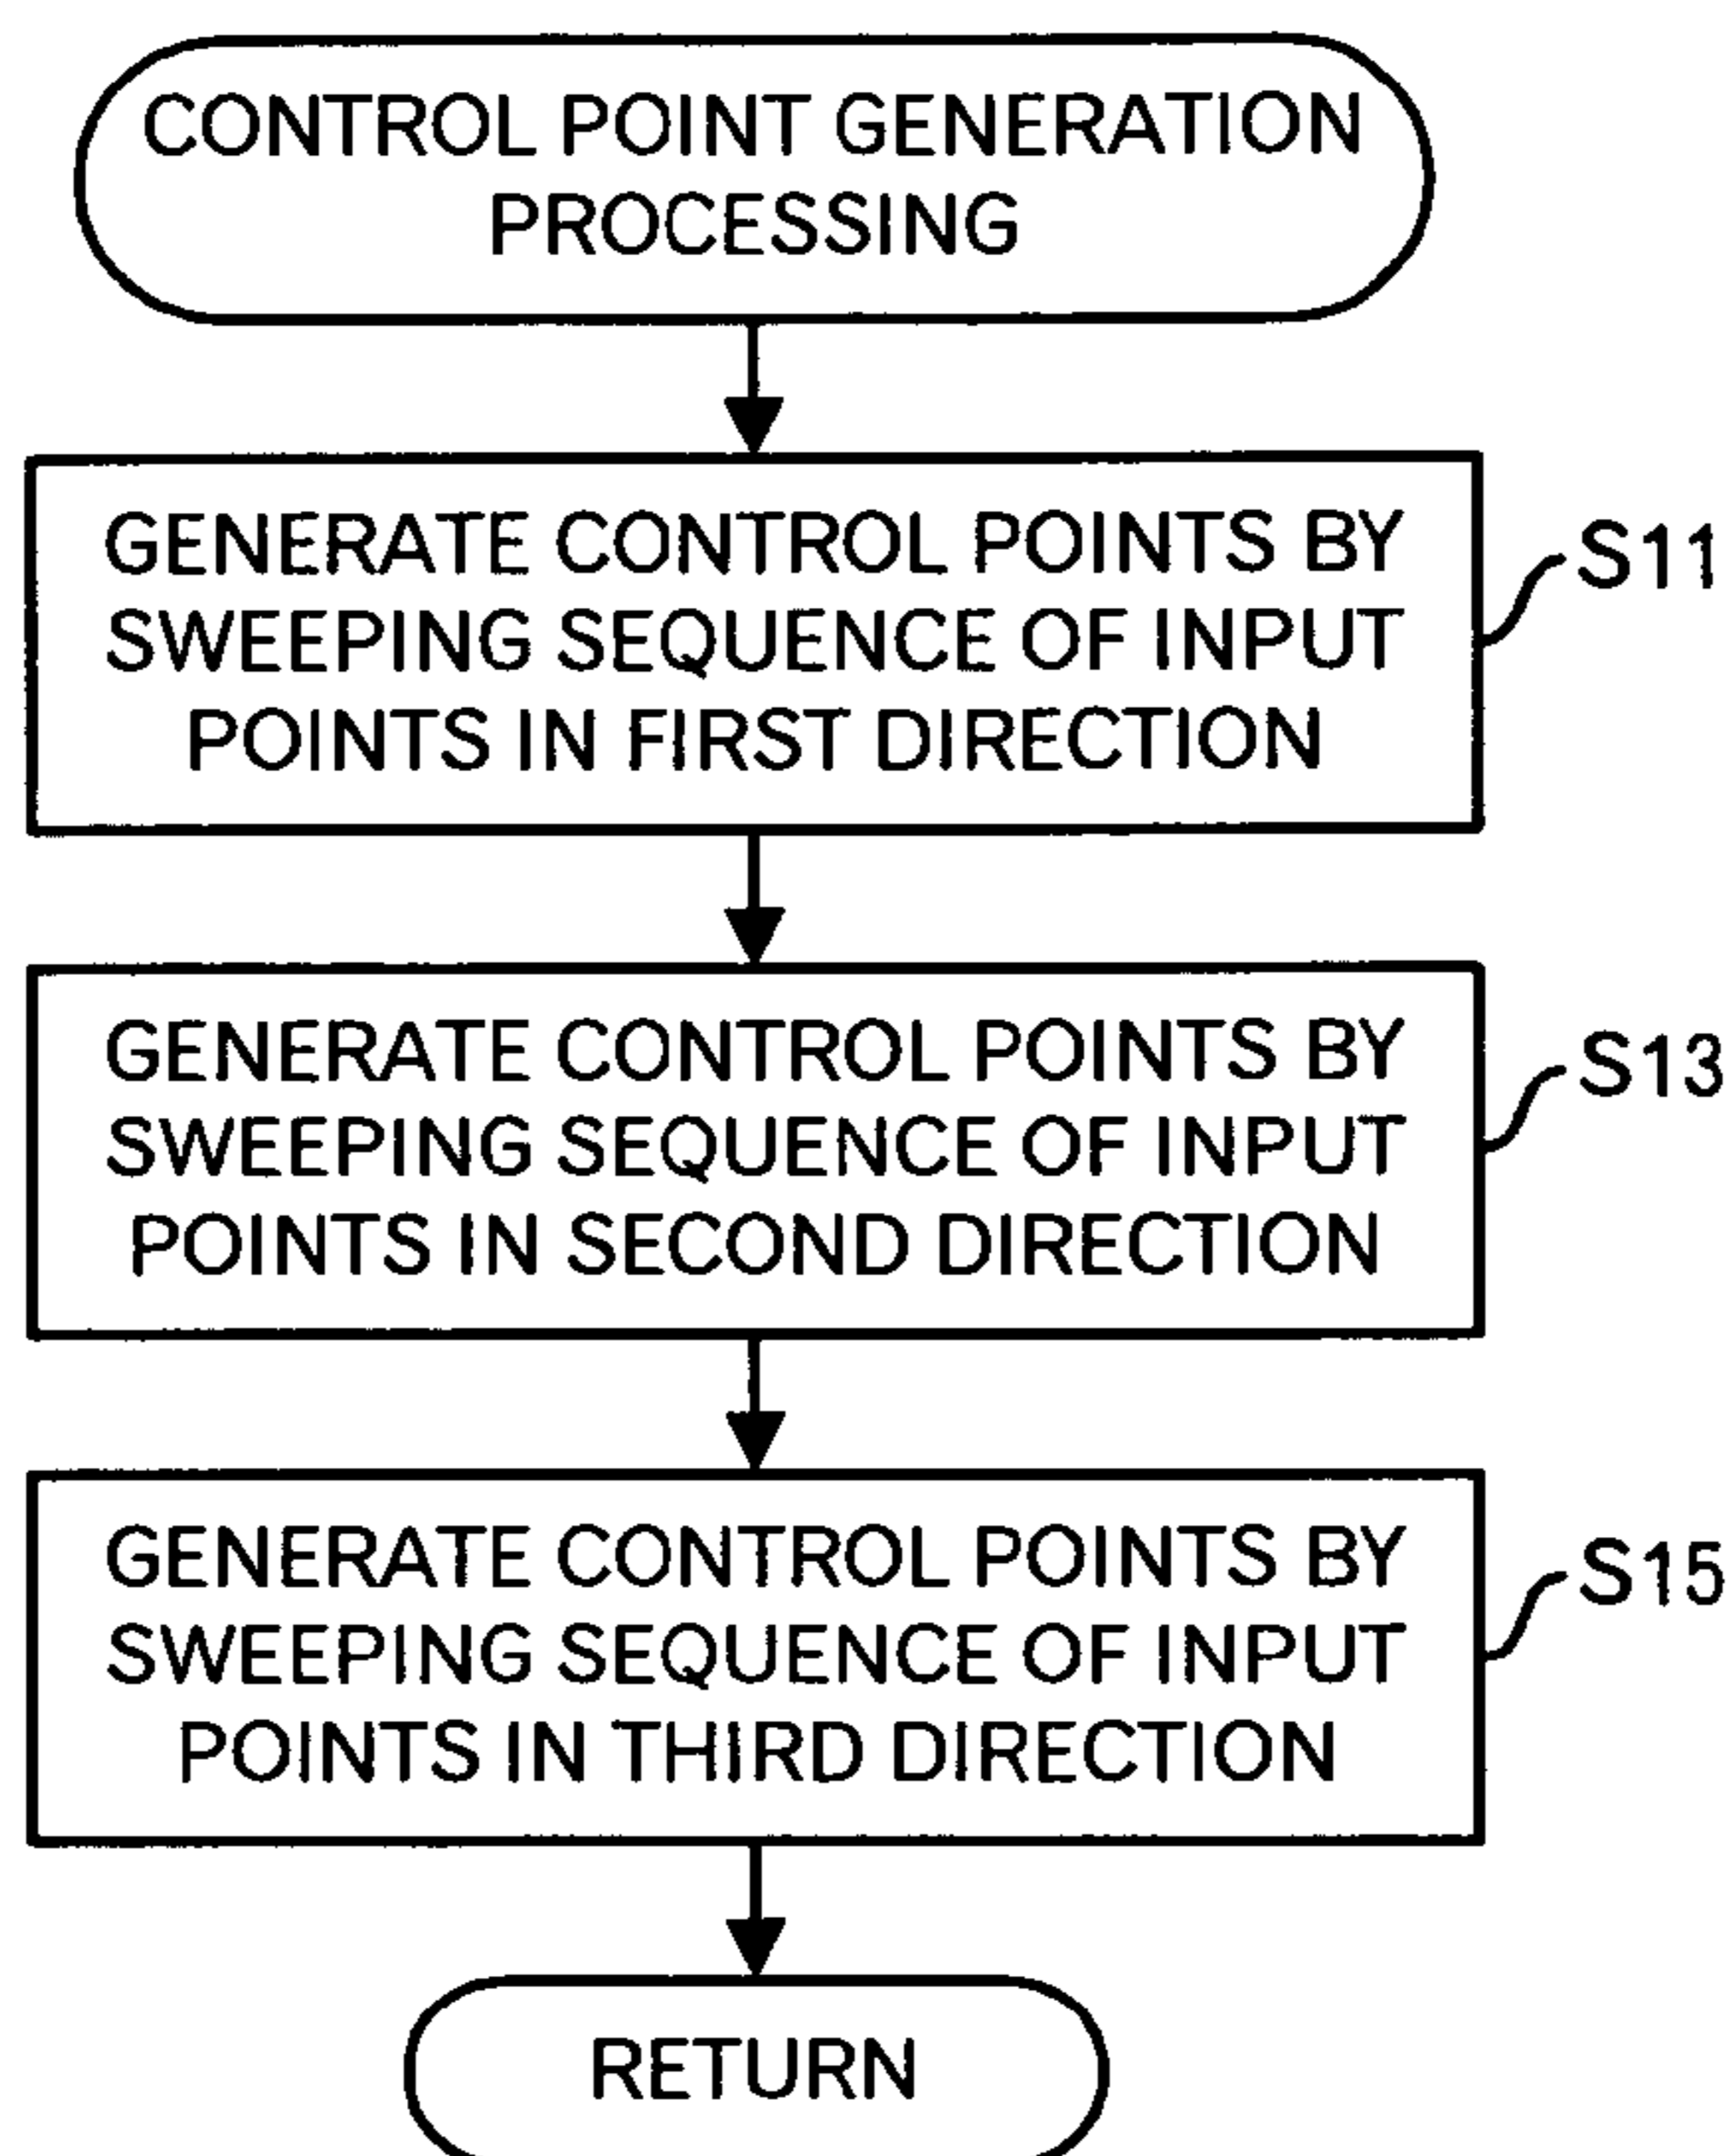 CONTROL POINT GENERATION
PROCESSING
GENERATE CONTROL POINTS BY
SWEEPING SEQUENCE OF INPUT
POINTS IN FIRST DIRECTION
S11
GENERATE CONTROL POINTS BY
SWEEPING SEQUENCE OF INPUT
POINTS IN SECOND DIRECTION
S13
GENERATE CONTROL POINTS BY
SWEEPING SEQUENCE OF INPUT
POINTS IN THIRD DIRECTION
S15
RETURN